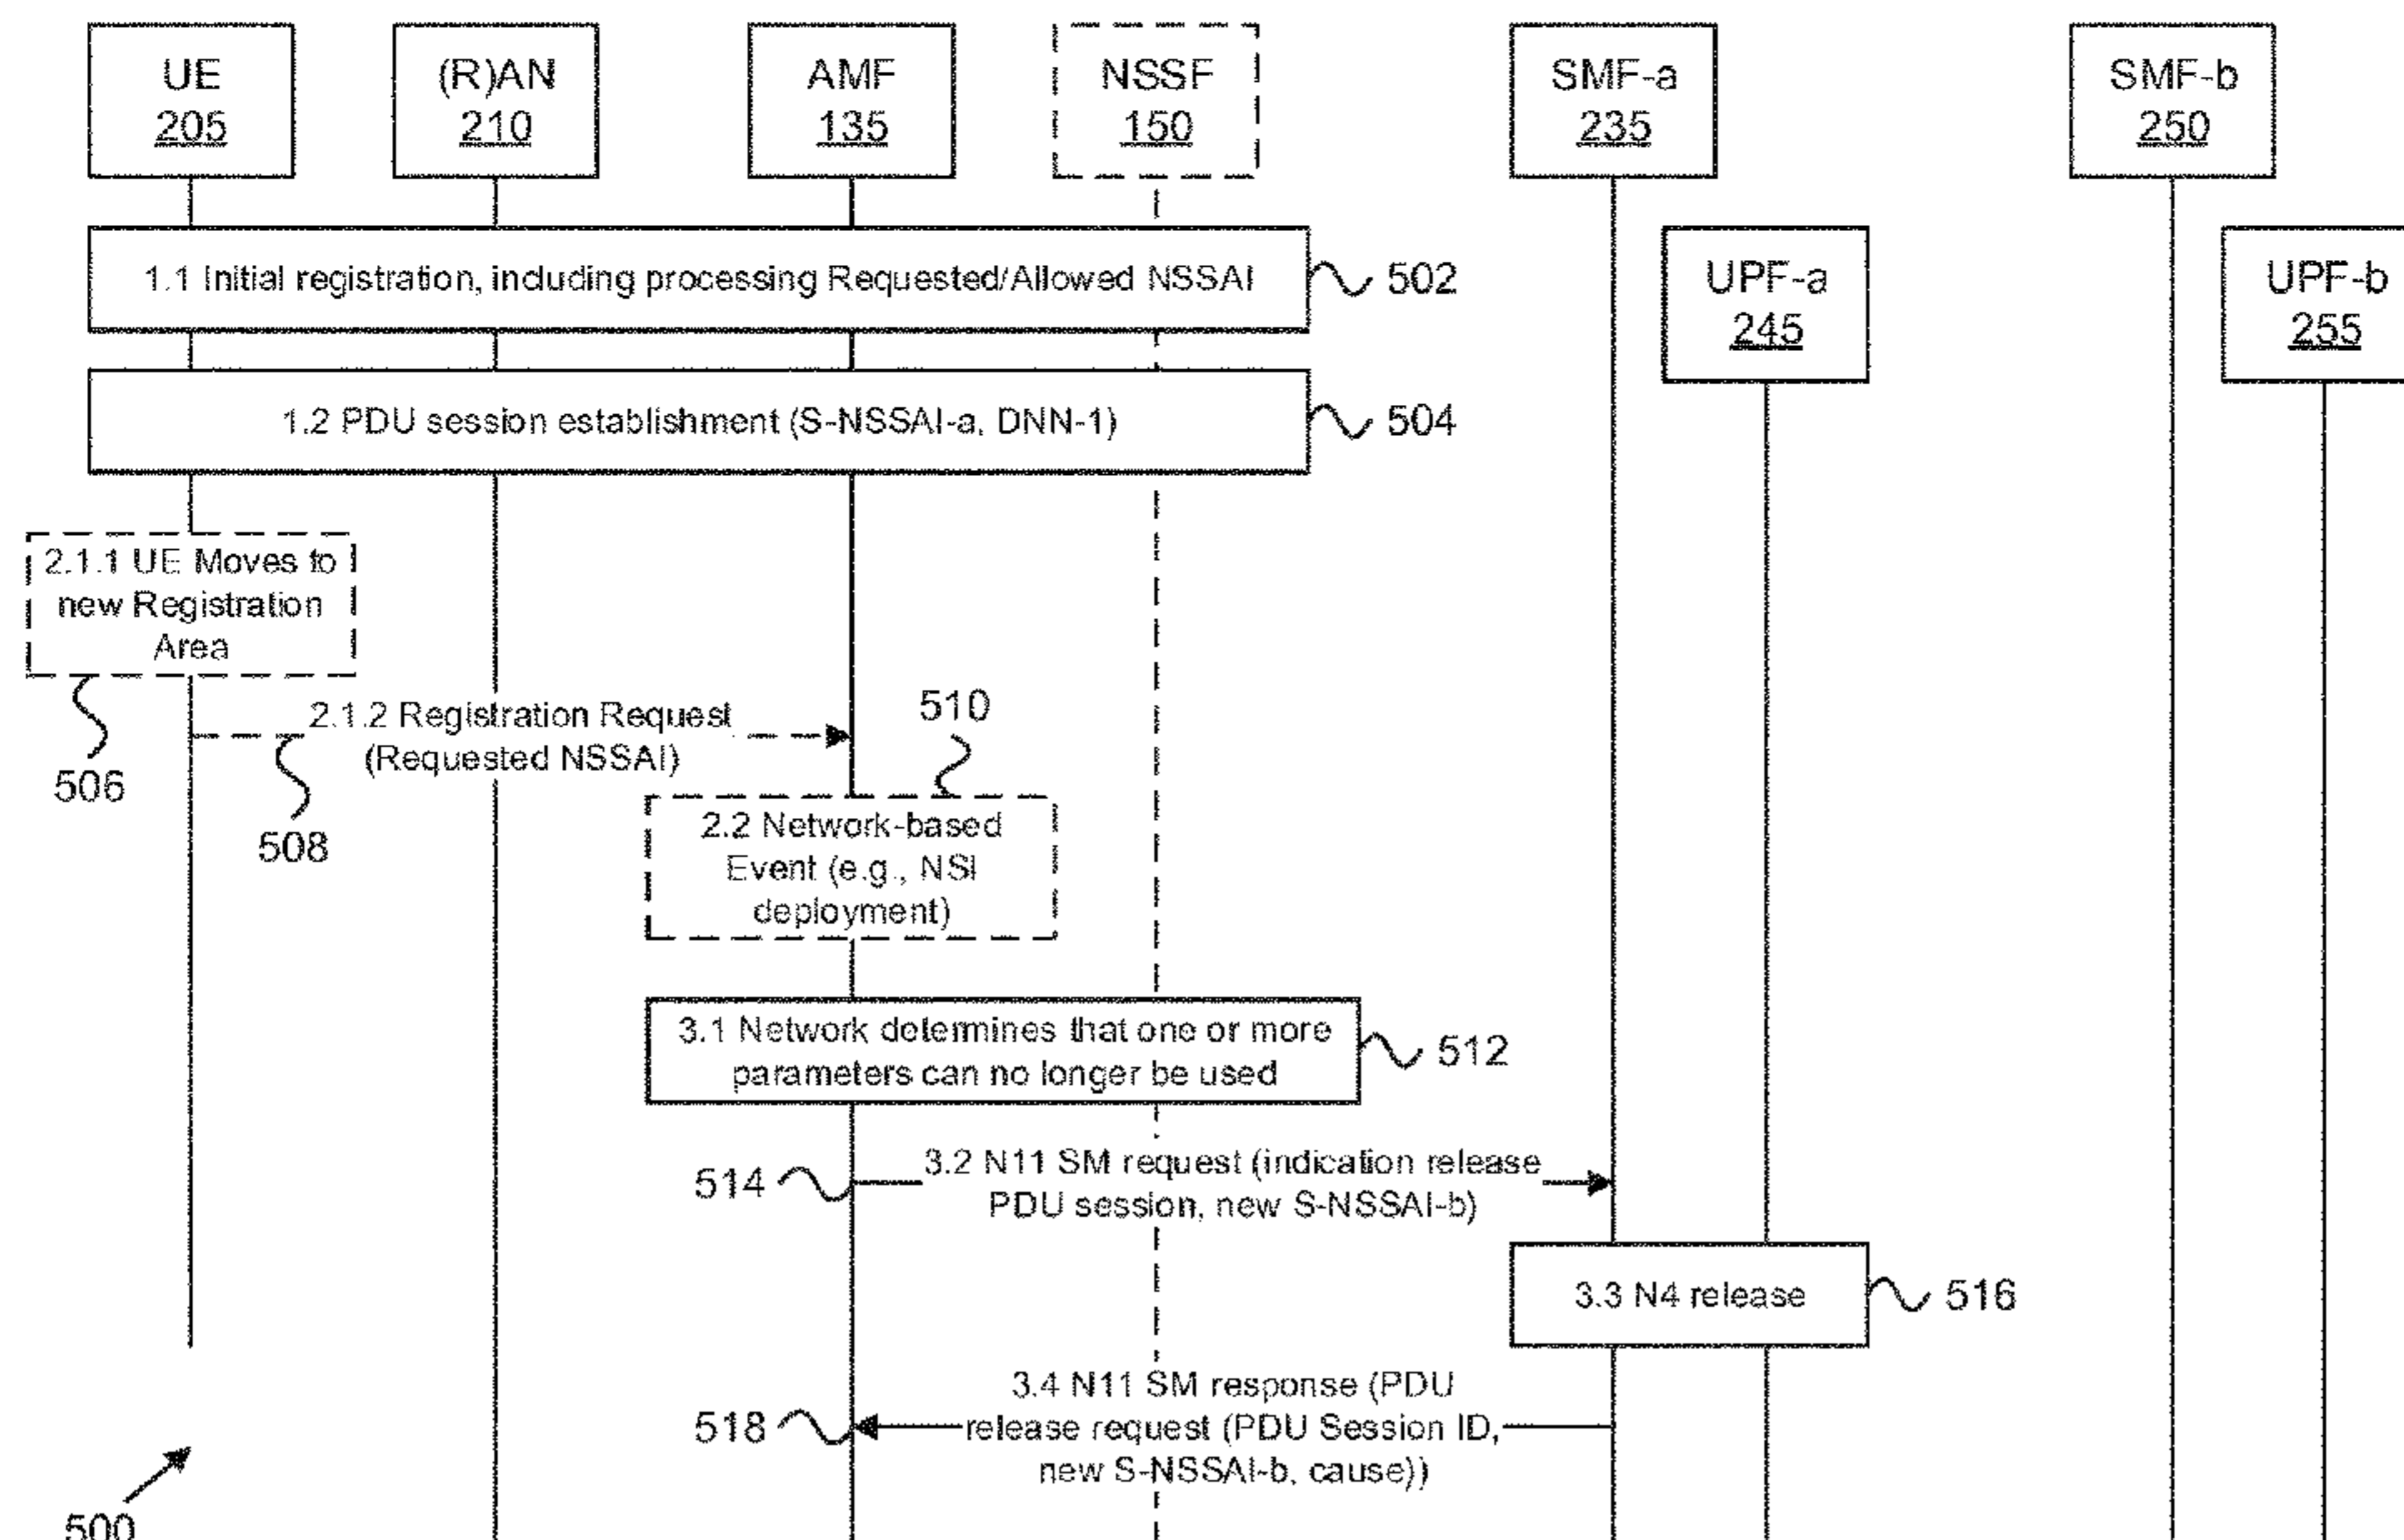 UE
205
(R)AN
210
AMF
135
NSSF
150
SMF-a
235
SMF-b
250
UPF-a
245
UPF-b
255
1.1 Initial registration, including processing Requested/Allowed NSSAI
502
1.2 PDU session establishment (S-NSSAI-a, DNN-1)
504
2.1.1 UE Moves to
new Registration
Area
506
2.1.2 Registration Request
(Requested NSSAI)
508
510
2.2 Network-based
Event (e.g., NSI
deployment)
3.1 Network determines that one or more
parameters can no longer be used
512
514
3.2 N11 SM request (indication release
PDU session, new S-NSSAI-b)
3.3 N4 release
516
518
3.4 N11 SM response (PDU
release request (PDU Session ID,
new S-NSSAI-b, cause))
500